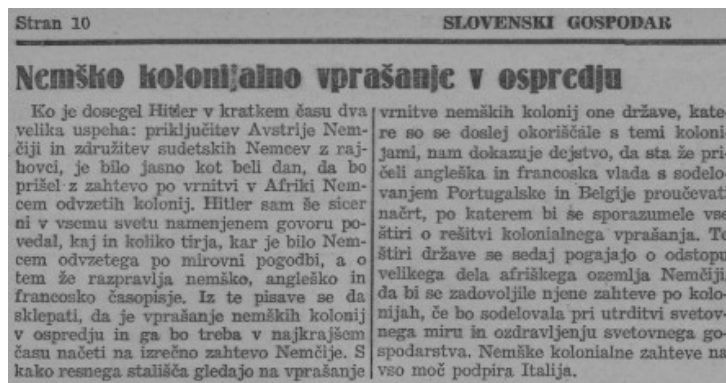 Stran 10
SLOVENSKI GOSPODAR
Nemško kolonijalno vprašanje v ospredju
Ko je dosegel Hitler v kratkem času dva
velika uspeha: priključitev Avstrije Nem-
čiji in združitev sudetskih Nemcev z raj-
hovci, je bilo jasno kot beli dan, da bo
prišel z zahtevo po vrnitvi v Afriki Nem-
cem odvzetih kolonij. Hitler sam še sicer
ni v vsemu svetu namenjenem govoru po-
vedal, kaj in koliko tirja, kar je bilo Nem-
cem odvzetega po mirovni pogodbi, a o
tem že razpravlja nemško, angleško in
francosko časopisje. Iz te pisave se da
sklepati, da je vprašanje nemških kolonij
v ospredju in ga bo treba v najkrajšem
času načeti na izrečno zahtevo Nemčije. S
kako resnega stališča gledajo na vprašanje
vrnitve nemških kolonij one države, kate-
re so se doslej okoriščale s temi koloni-
jami, nam dokazuje dejstvo, da sta že pri-
čeli angleška in francoska vlada s sodelo-
vanjem Portugalske in Belgije proučevati
načrt, po katerem bi se sporazumele vse
štiri o rešitvi kolonialnega vprašanja. Te
štiri države se sedaj pogajajo o odstopu
velikega dela afriškega ozemlja Nemčiji,
da bi se zadovoljile njene zahteve po kolo-
nijah, če bo sodelovala pri utrditvi svetov-
nega miru in ozdravljenju svetovnega go-
spodarstva. Nemške kolonialne zahteve na
vso moč podpira Italija.